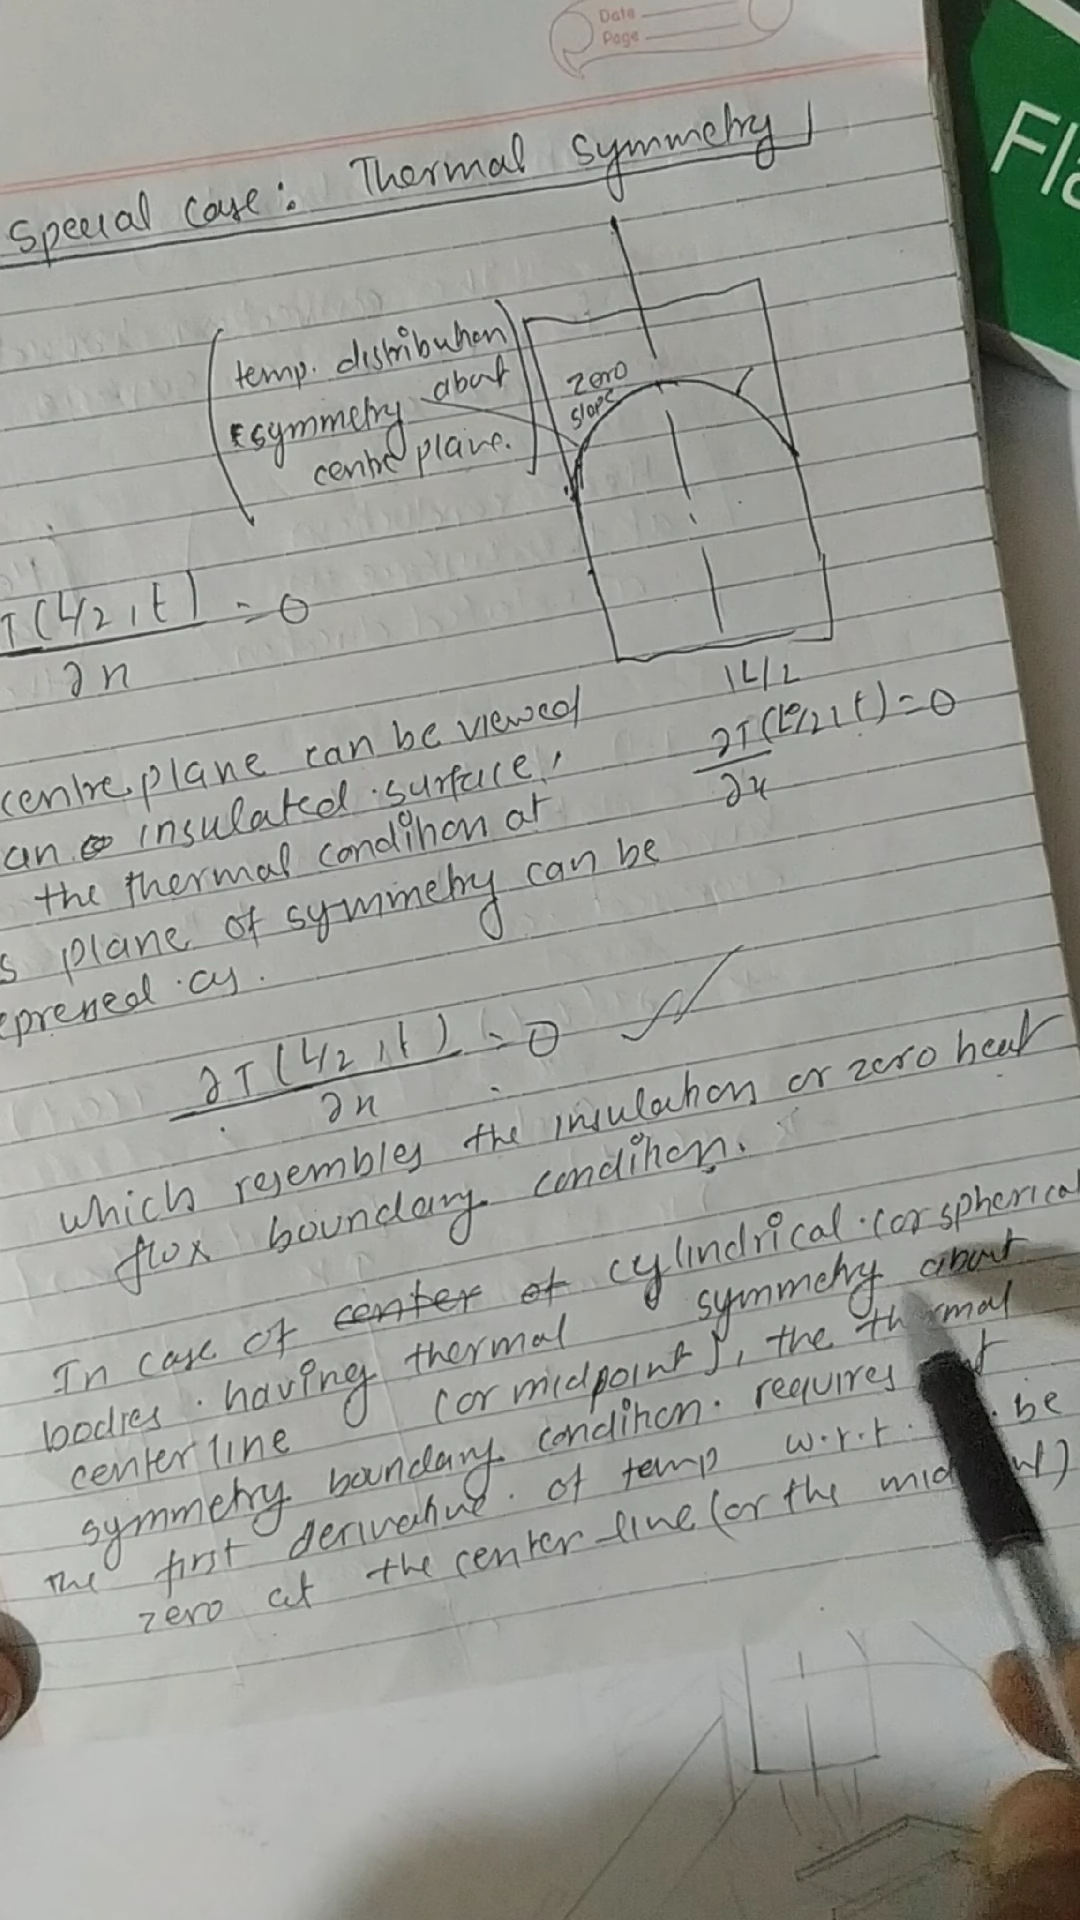 Date
Page
Fla
Special Case: Thermal Symmetry
temp. distribution
about
symmetry
centre plane.
zero
slope
T(L/2, t) = 0
∂x
L/2
∂T(L/2, t) = 0
∂x
centre plane can be viewed
an insulated surface,
the thermal condition at
s plane of symmetry can be
epressed as.
∂T(L/2, t) = 0
∂x
which resembles the insulation or zero heat
flux boundary condition.
In case of center of cylindrical (or spherical
bodies having thermal symmetry about
center line (or midpoint), the thermal
symmetry boundary condition requires
The first derivative of temp w.r.t. be
zero at the center line (or the mid